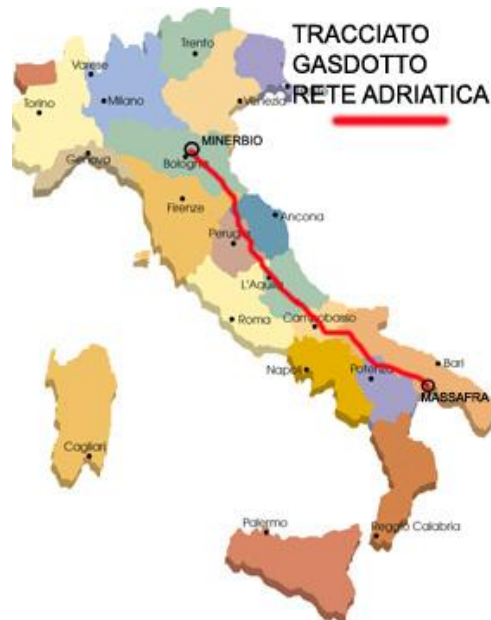 TRACCIATO
GASDOTTO
RETE ADRIATICA
Trento
Varese
Milano
Venezia
Torino
MINERBIO
Bologna
Genova
Firenze
Ancona
Perugia
L'Aquila
Roma
Campobasso
Bari
Napoli
Potenza
MASSAFRA
Cagliari
Palermo
Reggio Calabria